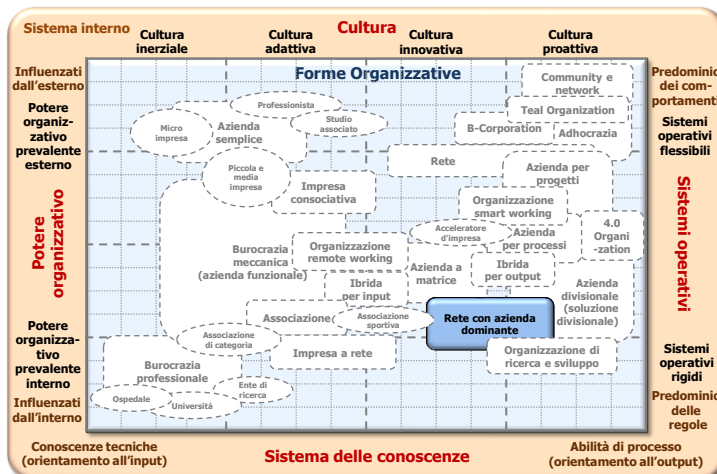 Sistema interno
Cultura
Cultura
inerziale
Cultura
adattiva
Cultura
innovativa
Cultura
proattiva
Influenzati
dall'esterno
Potere
organiz-
zativo
prevalente
esterno
Potere
organizzativo
Potere
organizza-
tivo
prevalente
interno
Influenzati
dall'interno
Forme Organizzative
Community e
network
Professionista
Teal Organization
Micro
impresa
Azienda
semplice
Studio
associato
B-Corporation
Adhocrazia
Rete
Piccola e
media
impresa
Impresa
consociativa
Azienda per
progetti
Organizzazione
smart working
Burocrazia
meccanica
(azienda funzionale)
Organizzazione
remote working
Acceleratore
d'impresa
Azienda
per processi
4.0
Organi
-zation
Azienda a
matrice
Ibrida
per output
Ibrida
per input
Azienda
divisionale
(soluzione
divisionale)
Associazione
Associazione
sportiva
Rete con azienda
dominante
Associazione
di categoria
Impresa a rete
Organizzazione di
ricerca e sviluppo
Burocrazia
professionale
Ente di
ricerca
Ospedale
Università
Predominio
dei com-
portamenti
Sistemi
operativi
flessibili
Sistemi operativi
Sistemi
operativi
rigidi
Predominio
delle
regole
Conoscenze tecniche
(orientamento all'input)
Sistema delle conoscenze
Abilità di processo
(orientamento all'output)